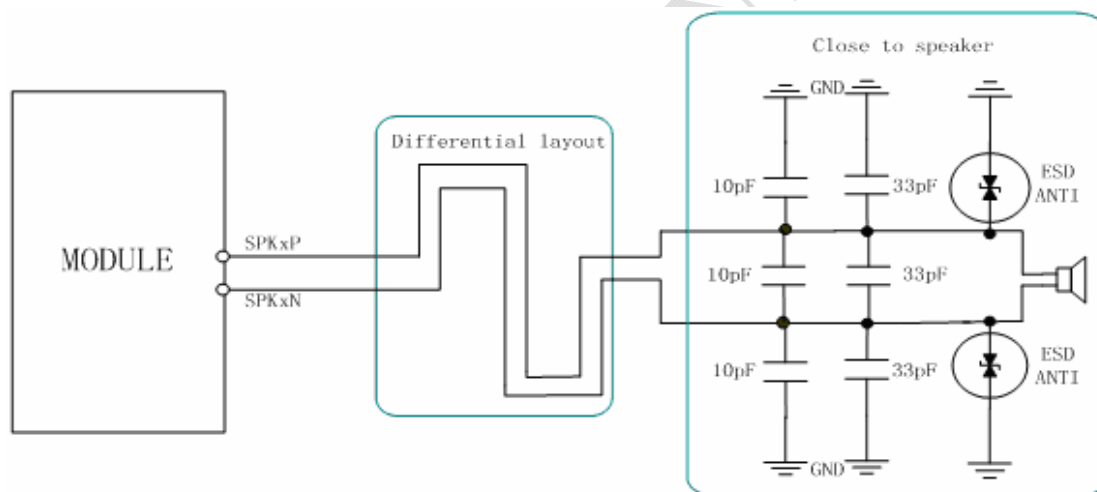 Close to speaker
GND
Differential layout
10pF
33pF
ESD
ANTI
MODULE
SPKxP
SPKxN
10pF
33pF
10pF
33pF
ESD
ANTI
GND